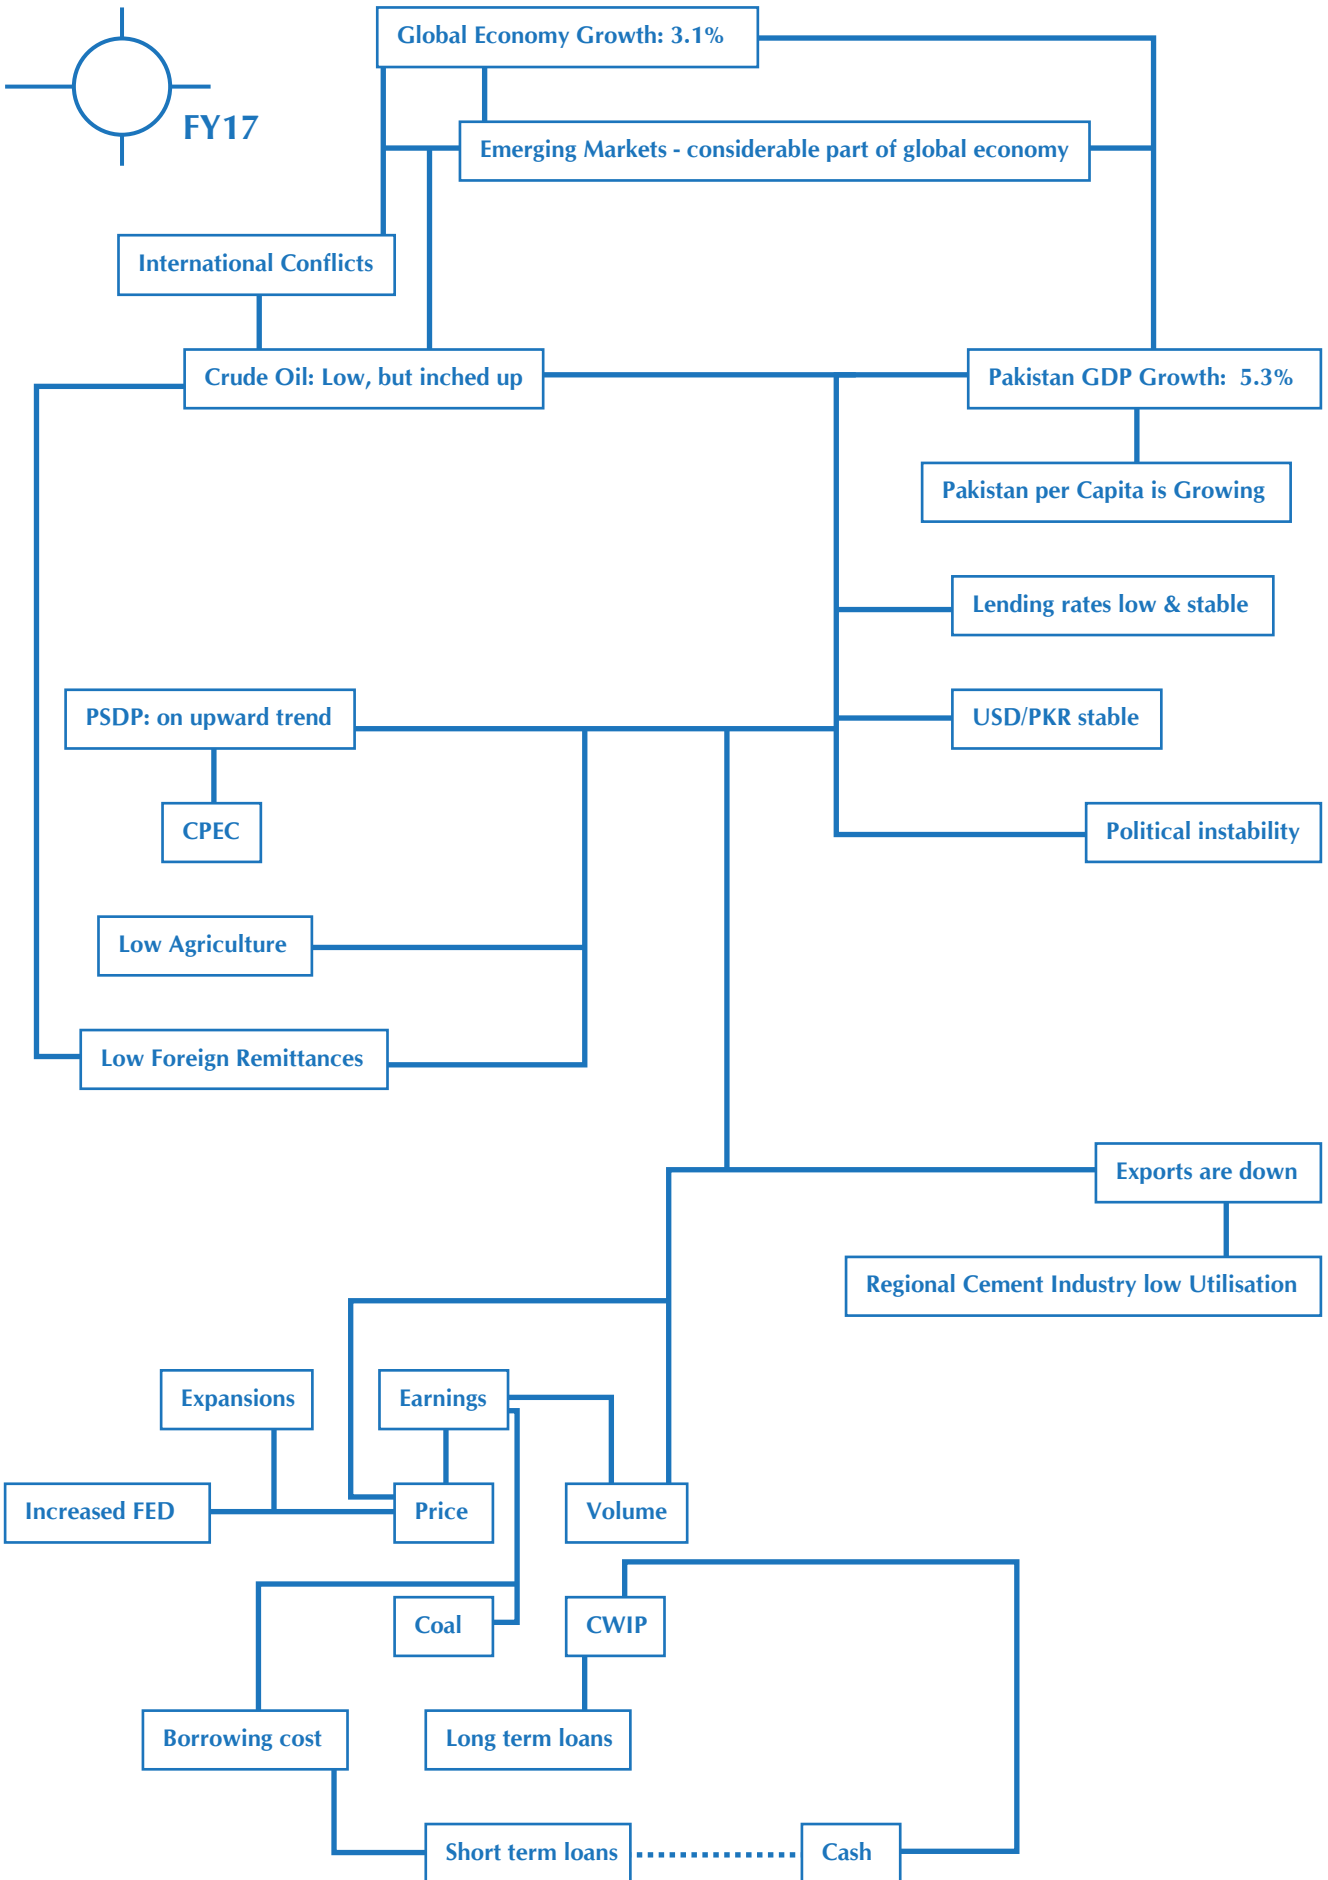 Global Economy Growth: 3.1%
FY17
Emerging Markets - considerable part of global economy
International Conflicts
Crude Oil: Low, but inched up
Pakistan GDP Growth: 5.3%
Pakistan per Capita is Growing
Lending rates low & stable
PSDP: on upward trend
USD/PKR stable
CPEC
Political instability
Low Agriculture
Low Foreign Remittances
Exports are down
Regional Cement Industry low Utilisation
Expansions
Earnings
Increased FED
Price
Volume
Coal
CWIP
Borrowing cost
Long term loans
Short term loans
Cash